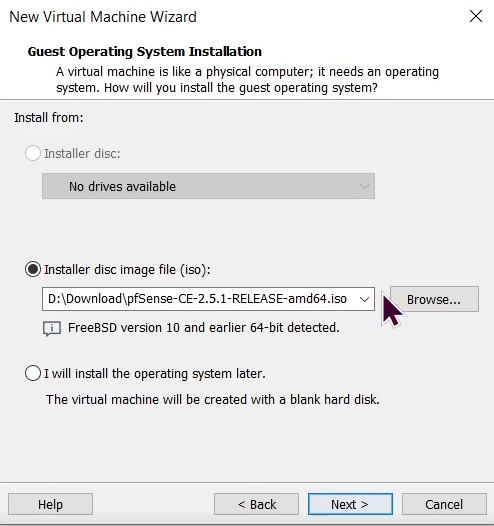 New Virtual Machine Wizard
Guest Operating System Installation
A virtual machine is like a physical computer; it needs an operating
system. How will you install the guest operating system?
Install from:
Installer disc:
No drives available
Installer disc image file (iso):
D:\Download\pfSense-CE-2.5.1-RELEASE-amd64.iso
Browse...
FreeBSD version 10 and earlier 64-bit detected.
I will install the operating system later.
The virtual machine will be created with a blank hard disk.
Help
< Back
Next >
Cancel